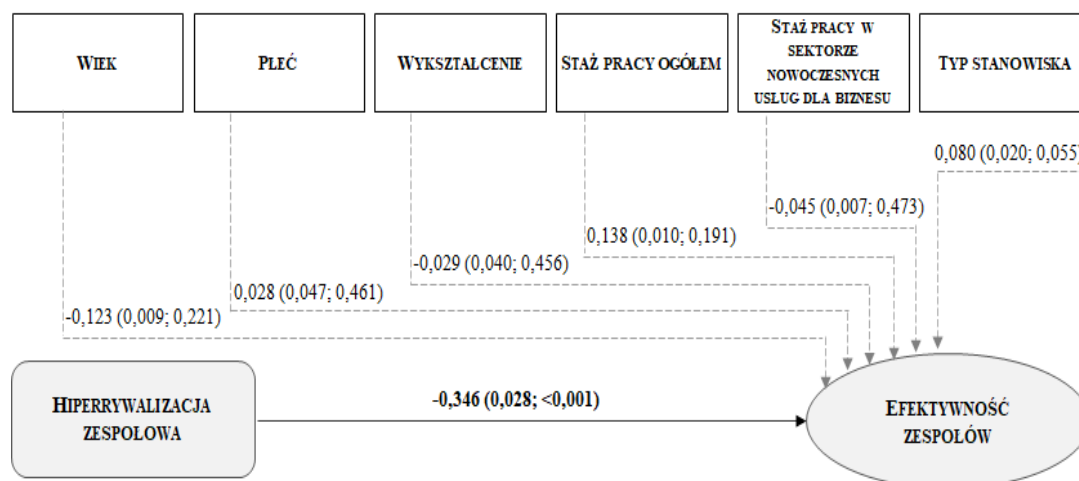 WIEK
PŁEĆ
WYKSZTAŁCENIE
STAŻ PRACY OGÓŁEM
STAŻ PRACY W
SEKTORZE
NOWOCZESNYCH
USŁUG DLA BIZNESU
TYP STANOWISKA
0,080 (0,020; 0,055)
-0,045 (0,007; 0,473)
0,138 (0,010; 0,191)
-0,029 (0,040; 0,456)
0,028 (0,047; 0,461)
-0,123 (0,009; 0,221)
HIPERRYWALIZACJA
ZESPOŁOWA
-0,346 (0,028; <0,001)
EFEKTYWNOŚĆ
ZESPOŁÓW